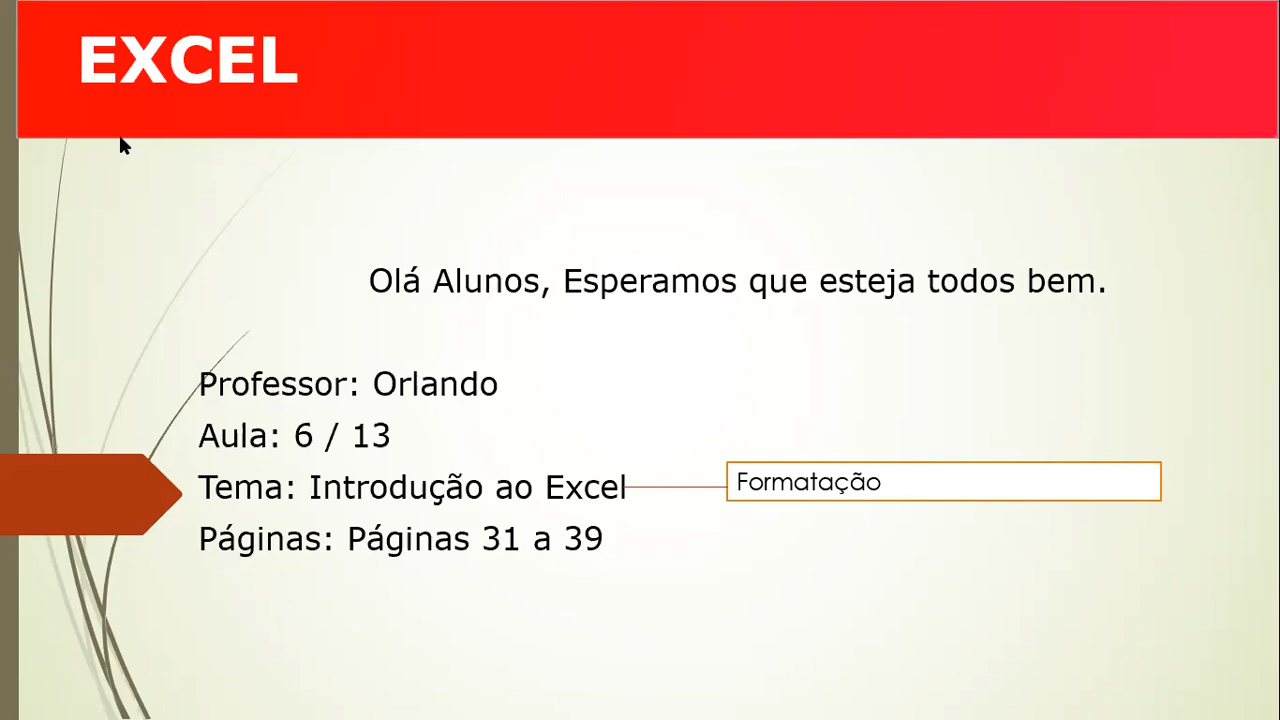 EXCEL
Olá Alunos, Esperamos que esteja todos bem.
Professor: Orlando
Aula: 6 / 13
Tema: Introdução ao Excel
Formatação
Páginas: Páginas 31 a 39